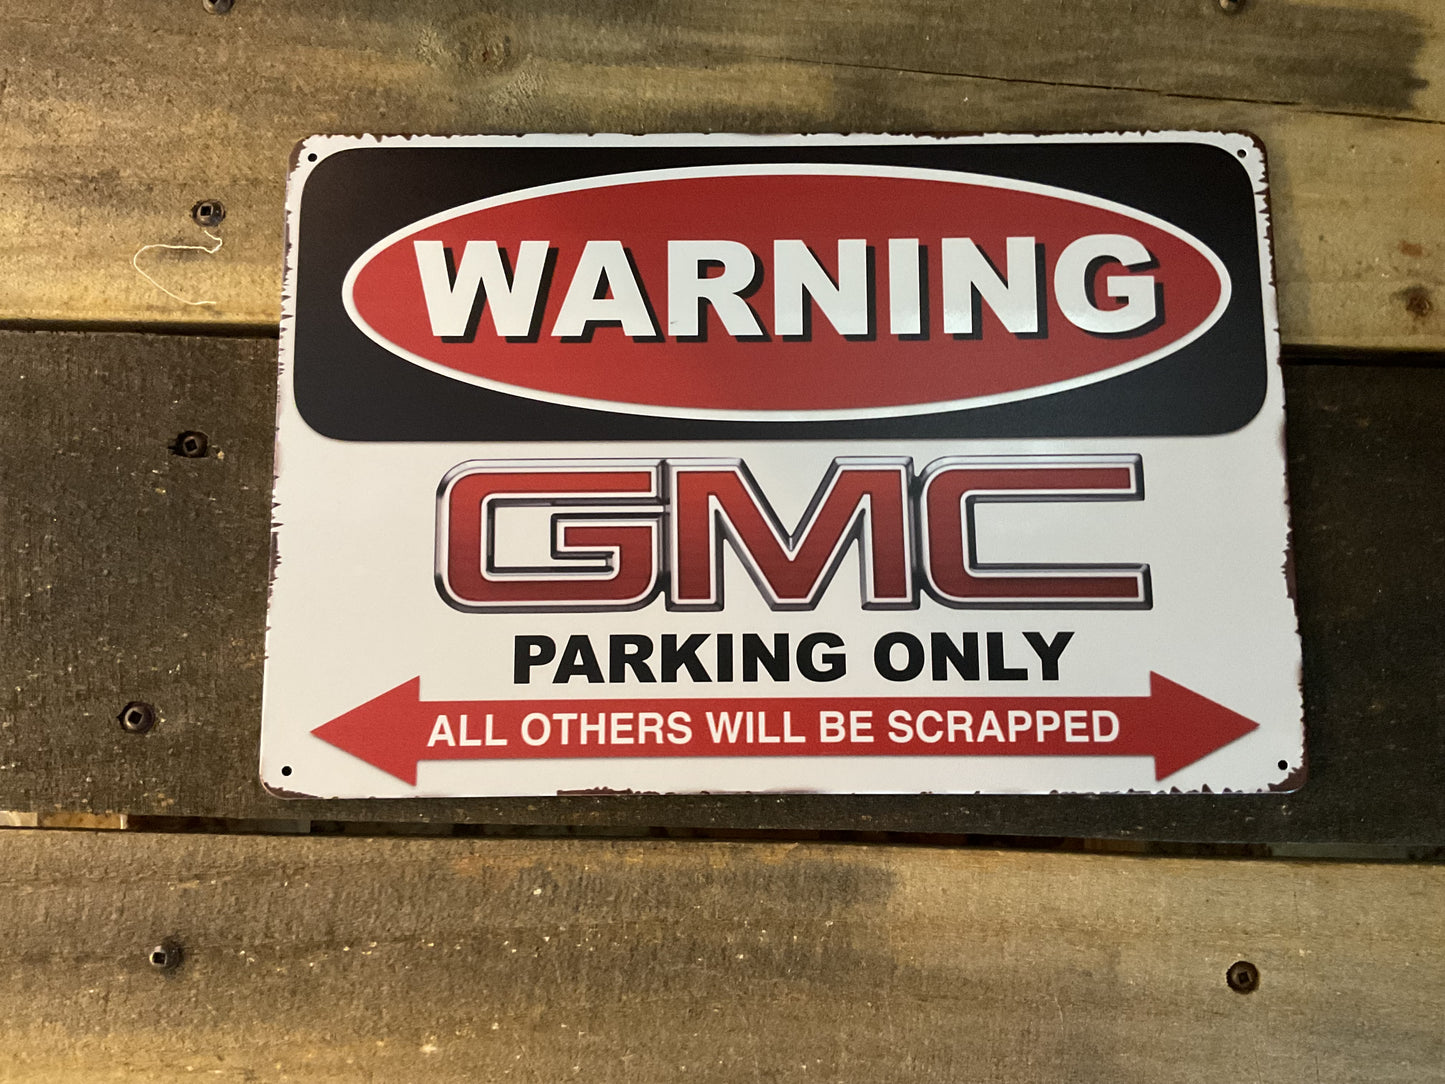 WARNING
GMC
PARKING ONLY
ALL OTHERS WILL BE SCRAPPED